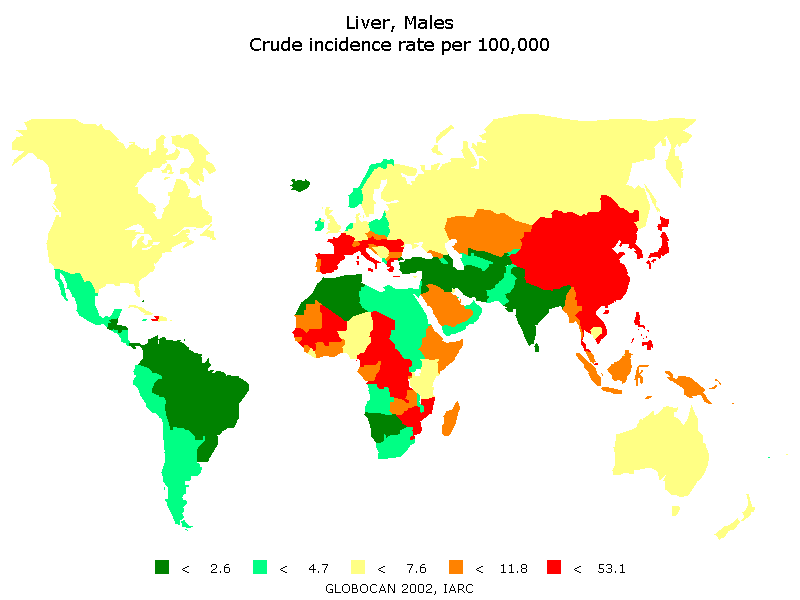 Liver, Males
Crude incidence rate per 100,000
< 2.6 < 4.7 < 7.6 < 11.8 < 53.1
GLOBOCAN 2002, IARC